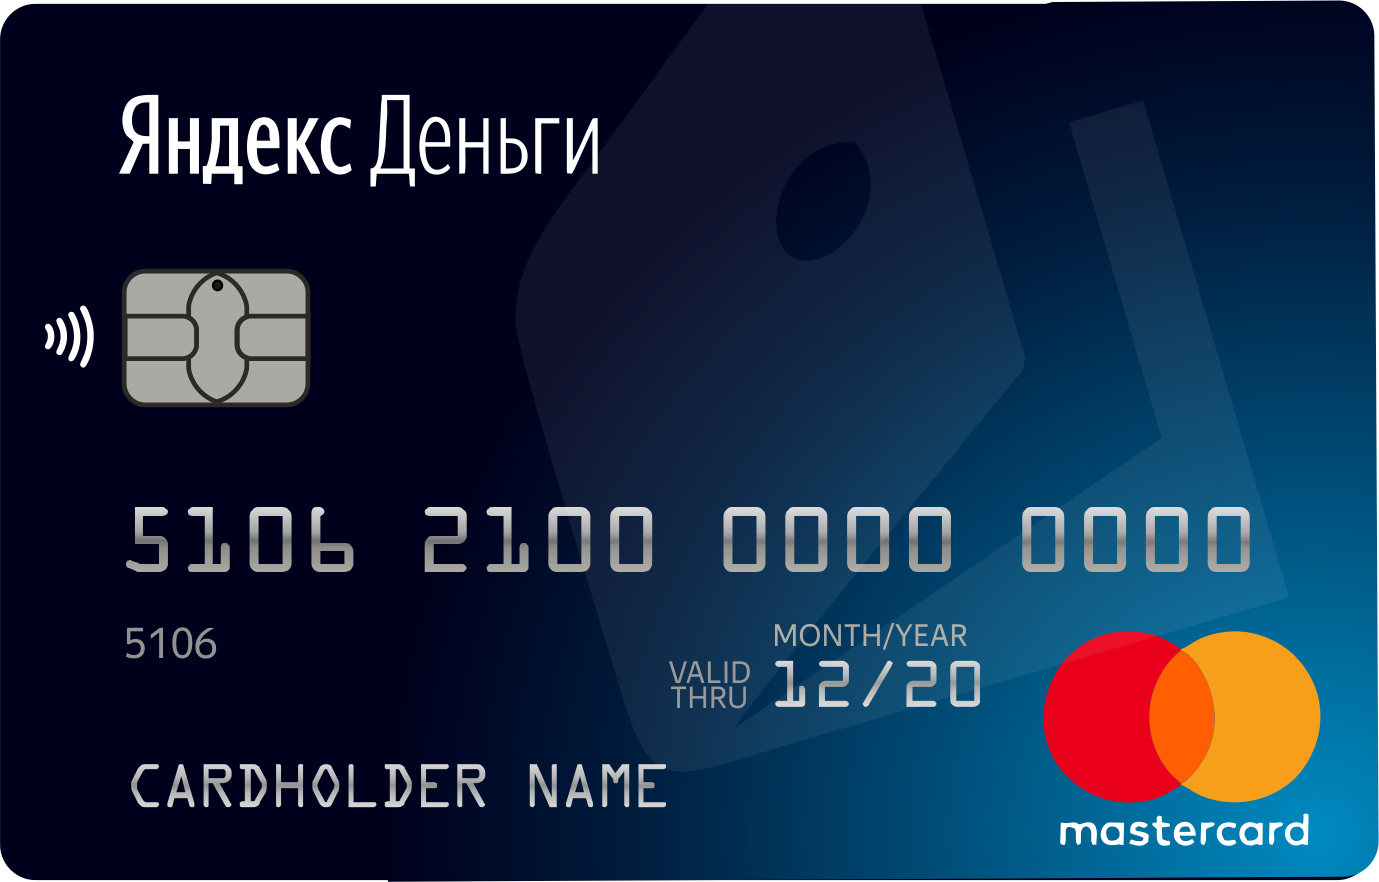 Яндекс Деньги
5106 2100 0000 0000
5106
MONTH/YEAR
VALID THRU 12/20
CARDHOLDER NAME
mastercard